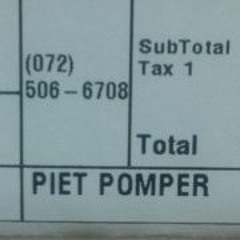 (072)
506-6708
SubTotal
Tax 1
Total
PIET POMPER